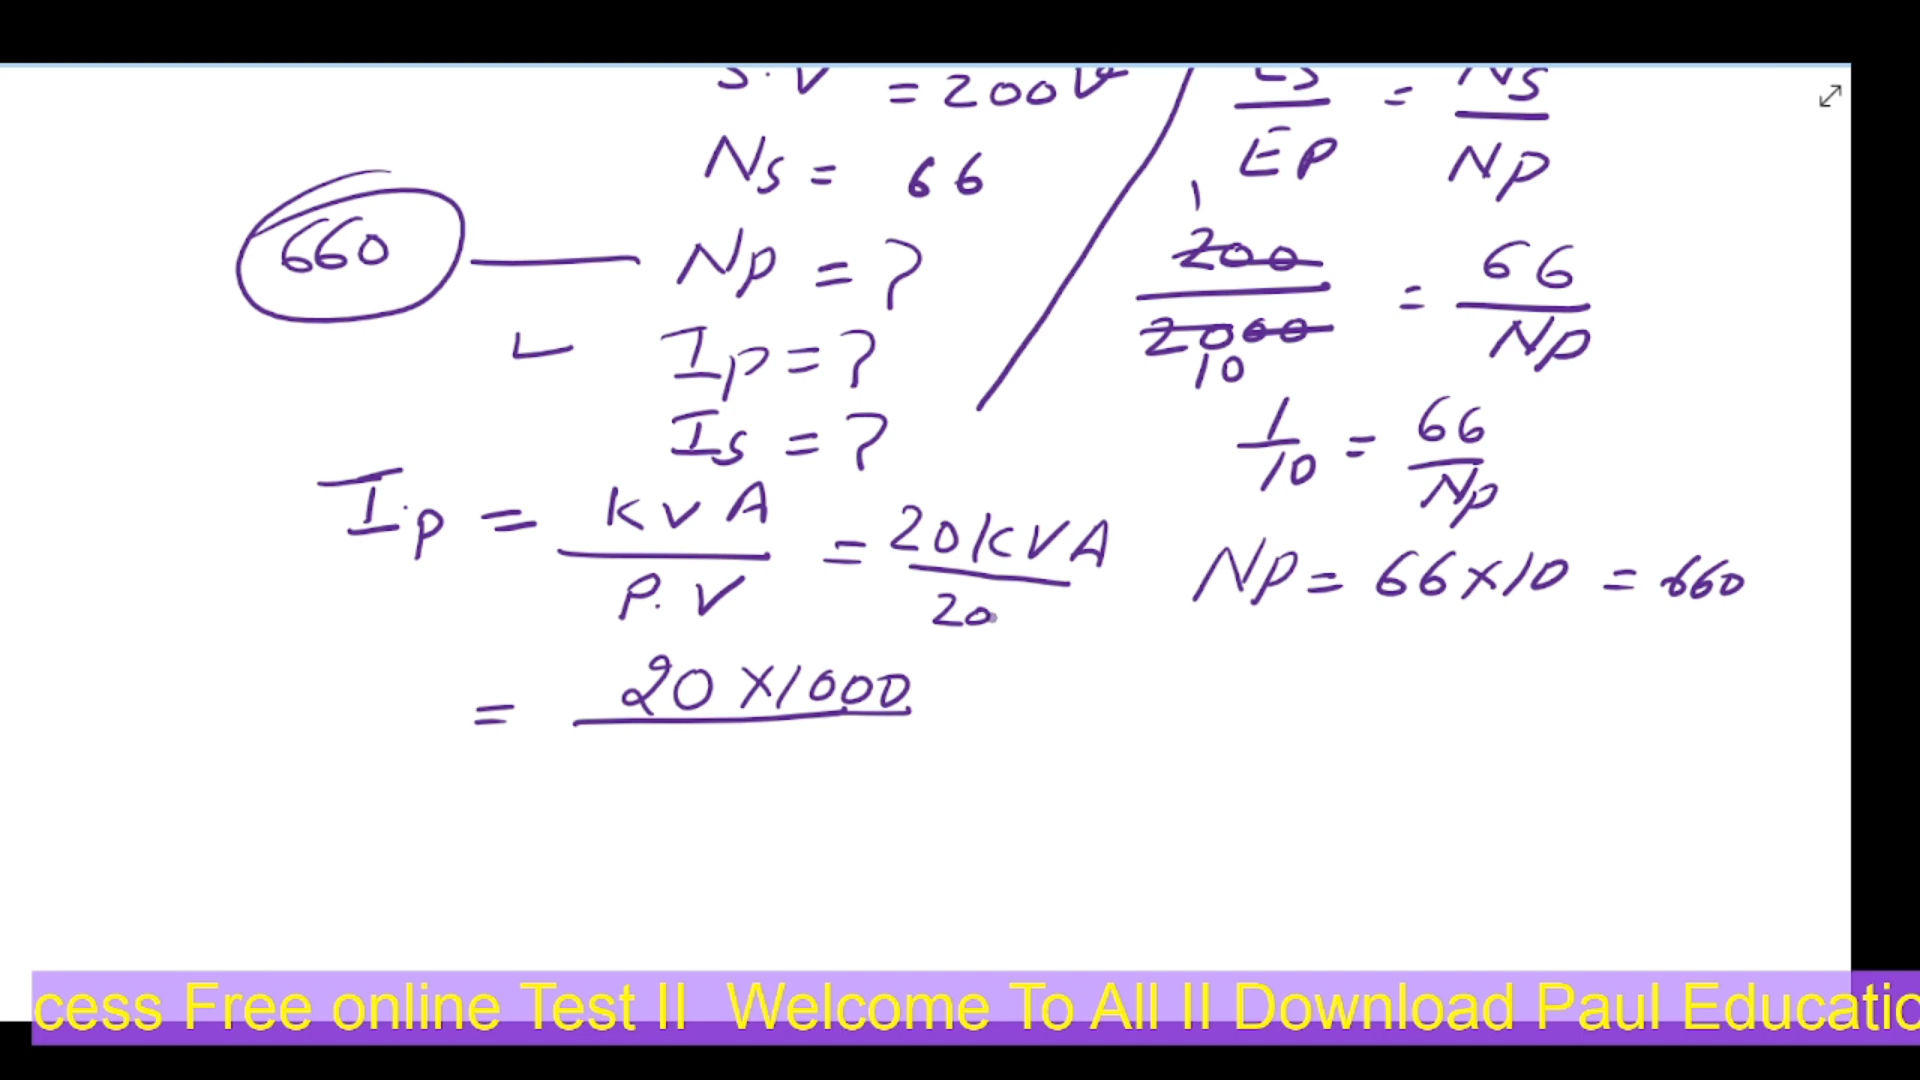 S.V = 200V
Ns = 66
660 — Np = ?
Ip = ?
Is = ?
Es/Ep = Ns/Np
1
200/2000 = 66/Np
10
1/10 = 66/Np
Np = 66×10 = 660
Ip = kVA/P.V = 20kVA/20
= 20×1000
cess Free online Test II Welcome To All II Download Paul Educatio